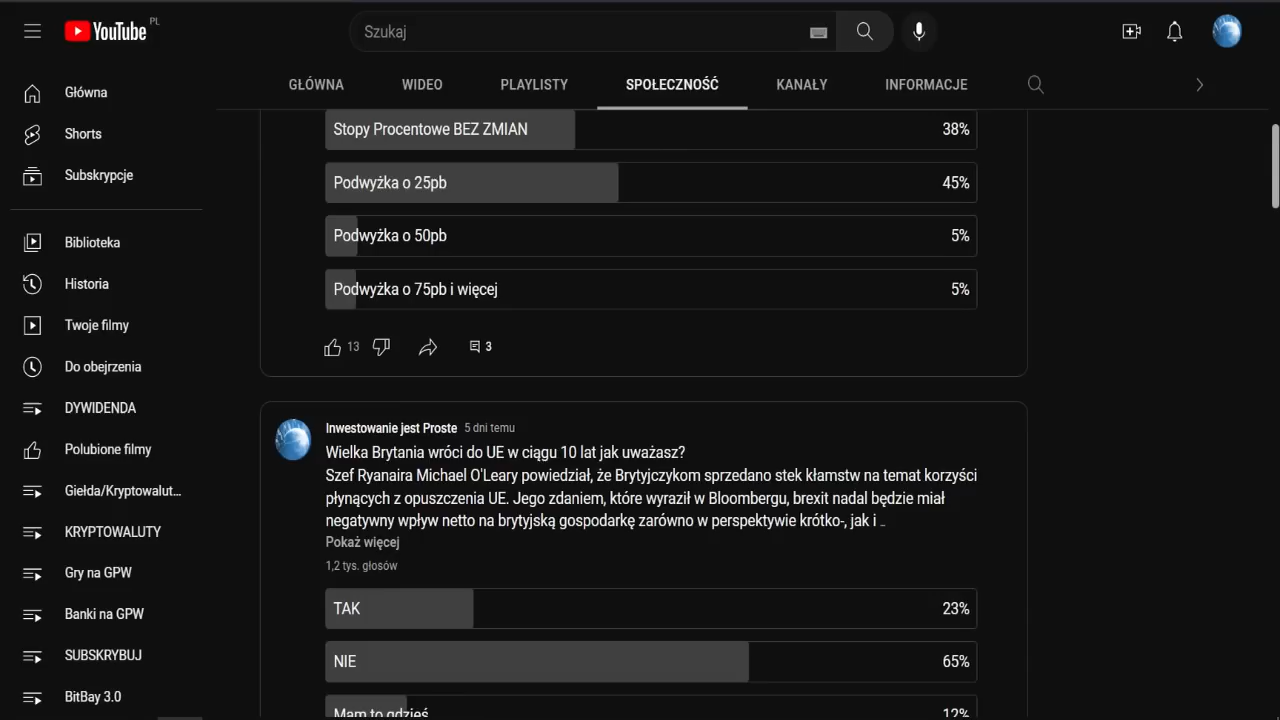 YouTube PL
Szukaj
GŁÓWNA WIDEO PLAYLISTY SPOŁECZNOŚĆ KANAŁY INFORMACJE
Główna
Shorts
Subskrypcje
Biblioteka
Historia
Twoje filmy
Do obejrzenia
DYWIDENDA
Polubione filmy
Giełda/Kryptowalut...
KRYPTOWALUTY
Gry na GPW
Banki na GPW
SUBSKRYBUJ
BitBay 3.0
Stopy Procentowe BEZ ZMIAN 38%
Podwyżka o 25pb 45%
Podwyżka o 50pb 5%
Podwyżka o 75pb i więcej 5%
13 3
Inwestowanie jest Proste 5 dni temu
Wielka Brytania wróci do UE w ciągu 10 lat jak uważasz?
Szef Ryanaira Michael O'Leary powiedział, że Brytyjczykom sprzedano stek kłamstw na temat korzyści
płynących z opuszczenia UE. Jego zdaniem, które wyraził w Bloombergu, brexit nadal będzie miał
negatywny wpływ netto na brytyjską gospodarkę zarówno w perspektywie krótko-, jak i ...
Pokaż więcej
1,2 tys. głosów
TAK 23%
NIE 65%
Mam to gdzieś 12%